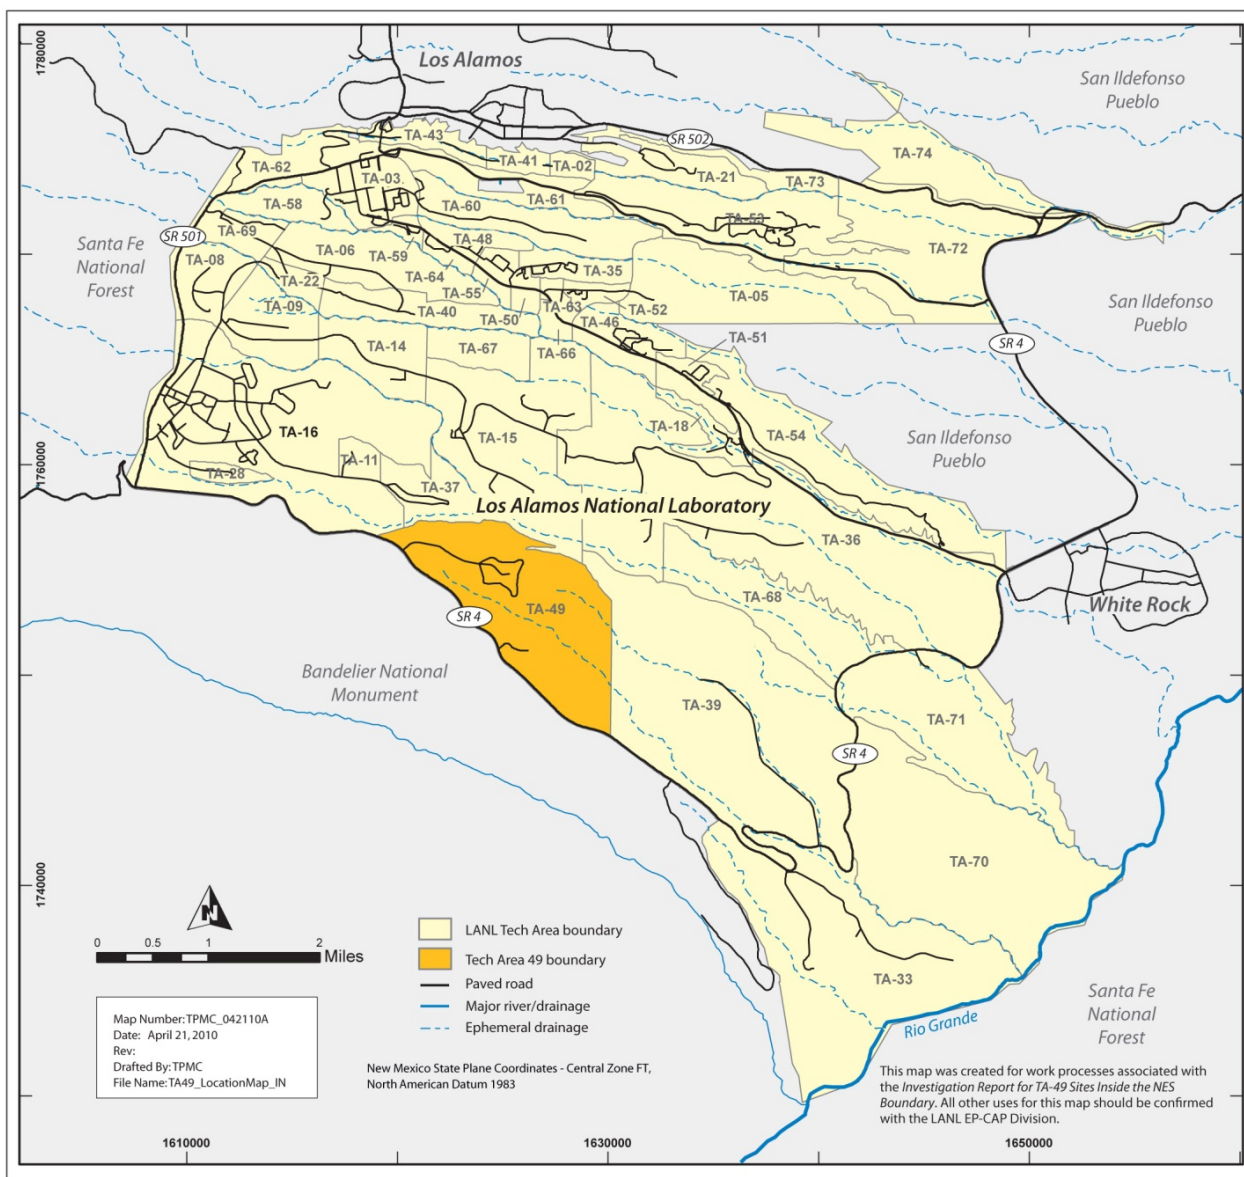 1780000
Los Alamos
San Ildefonso
Pueblo
TA-43
SR 502
TA-74
TA-62
TA-41
TA-02
TA-03
TA-21
TA-73
TA-58
TA-60
TA-61
TA-53
SR 501
TA-69
TA-48
TA-72
Santa Fe
National
Forest
TA-08
TA-06
TA-59
TA-64
TA-35
TA-22
TA-55
TA-05
TA-09
TA-40
TA-50
TA-63
TA-52
TA-46
San Ildefonso
Pueblo
TA-14
TA-67
TA-66
TA-51
SR 4
TA-16
TA-15
TA-18
TA-54
San Ildefonso
Pueblo
1760000
TA-28
TA-11
TA-37
Los Alamos National Laboratory
TA-36
TA-49
TA-68
White Rock
SR 4
Bandelier National
Monument
TA-39
TA-71
SR 4
1740000
TA-70
N
0 0.5 1 2
Miles
LANL Tech Area boundary
Tech Area 49 boundary
Paved road
Major river/drainage
Ephemeral drainage
TA-33
Rio Grande
Santa Fe
National
Forest
Map Number: TPMC_042110A
Date: April 21, 2010
Rev:
Drafted By: TPMC
File Name: TA49_LocationMap_IN
New Mexico State Plane Coordinates - Central Zone FT,
North American Datum 1983
This map was created for work processes associated with
the Investigation Report for TA-49 Sites Inside the NES
Boundary. All other uses for this map should be confirmed
with the LANL EP-CAP Division.
1610000
1630000
1650000